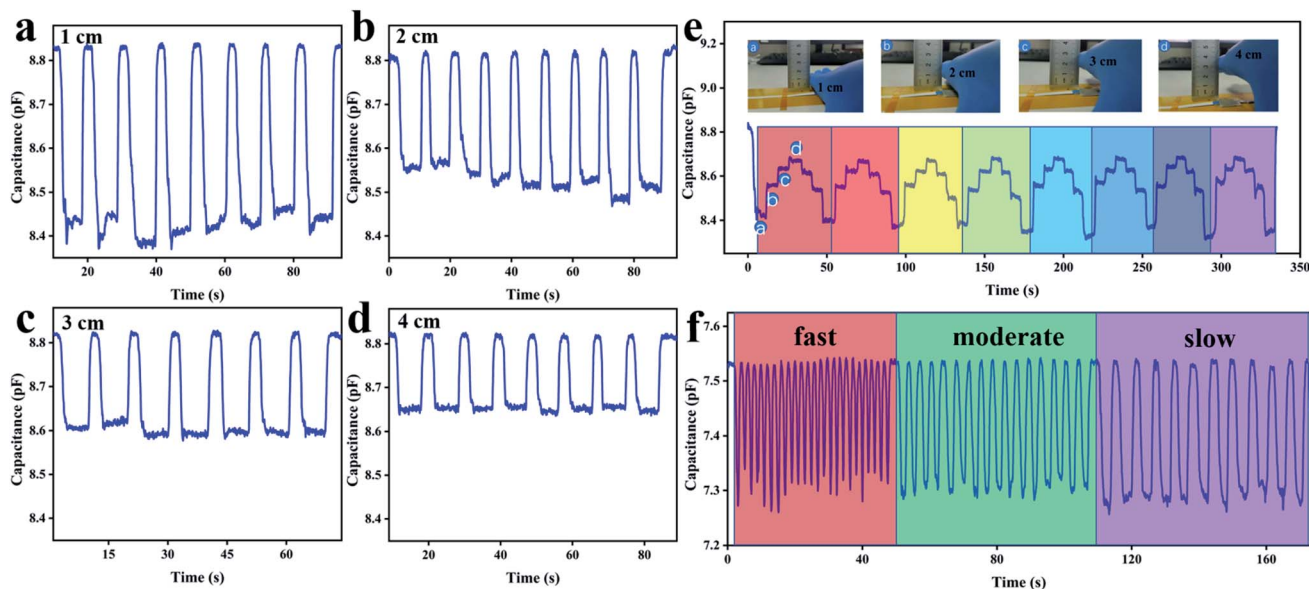 a
1 cm
8.8
8.7
8.6
8.5
8.4
Capacitance (pF)
20
40
60
80
Time (s)
b
2 cm
8.8
8.7
8.6
8.5
8.4
Capacitance (pF)
0
20
40
60
80
Time (s)
c
3 cm
8.8
8.7
8.6
8.5
8.4
Capacitance (pF)
15
30
45
60
Time (s)
d
4 cm
8.8
8.7
8.6
8.5
8.4
Capacitance (pF)
20
40
60
80
Time (s)
e
9.2
9.0
8.8
8.6
8.4
Capacitance (pF)
a
1 cm
b
2 cm
c
3 cm
d
4 cm
a
b
c
d
0
50
100
150
200
250
300
350
Time (s)
f
fast
moderate
slow
7.6
7.5
7.4
7.3
7.2
Capacitance (pF)
0
40
80
120
160
Time (s)